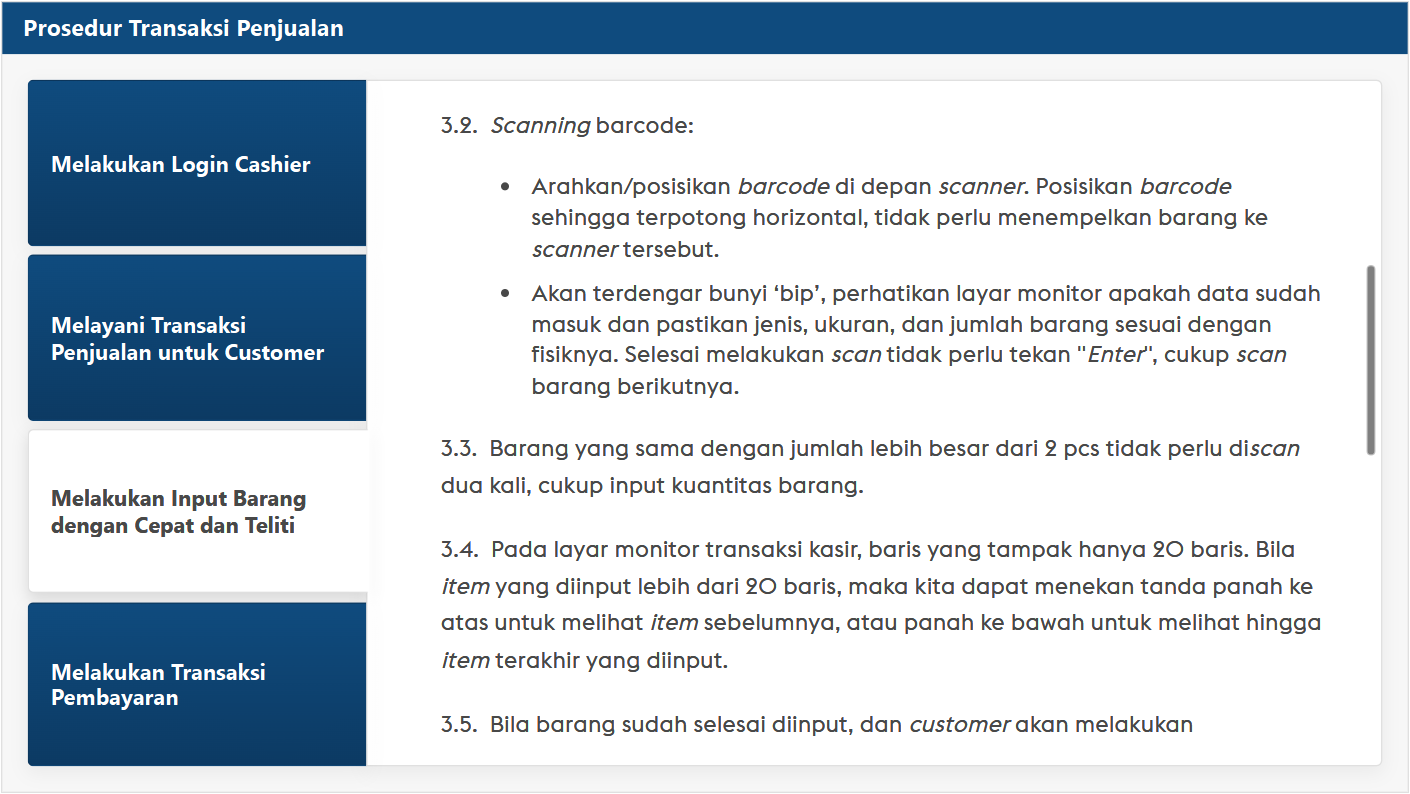 Prosedur Transaksi Penjualan
Melakukan Login Cashier
Melayani Transaksi
Penjualan untuk Customer
Melakukan Input Barang
dengan Cepat dan Teliti
Melakukan Transaksi
Pembayaran
3.2. Scanning barcode:
• Arahkan/posisikan barcode di depan scanner. Posisikan barcode
sehingga terpotong horizontal, tidak perlu menempelkan barang ke
scanner tersebut.
• Akan terdengar bunyi ‘bip’, perhatikan layar monitor apakah data sudah
masuk dan pastikan jenis, ukuran, dan jumlah barang sesuai dengan
fisiknya. Selesai melakukan scan tidak perlu tekan "Enter", cukup scan
barang berikutnya.
3.3. Barang yang sama dengan jumlah lebih besar dari 2 pcs tidak perlu discan
dua kali, cukup input kuantitas barang.
3.4. Pada layar monitor transaksi kasir, baris yang tampak hanya 20 baris. Bila
item yang diinput lebih dari 20 baris, maka kita dapat menekan tanda panah ke
atas untuk melihat item sebelumnya, atau panah ke bawah untuk melihat hingga
item terakhir yang diinput.
3.5. Bila barang sudah selesai diinput, dan customer akan melakukan